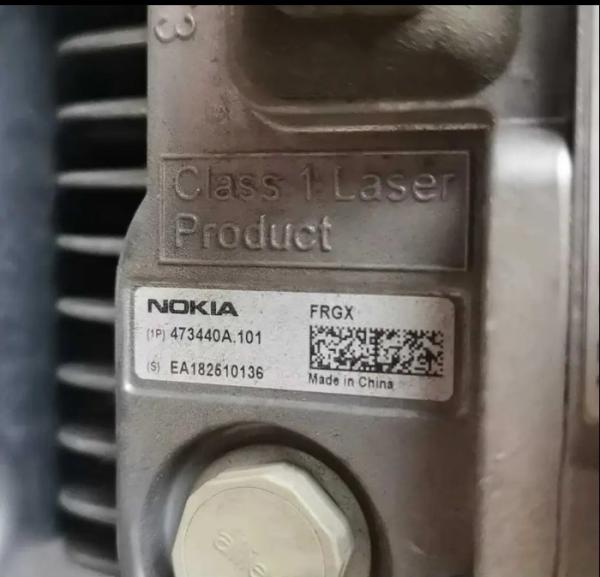 3
Class 1 Laser
Product
NOKIA
FRGX
(1P) 473440A.101
(S) EA182510136
Made in China